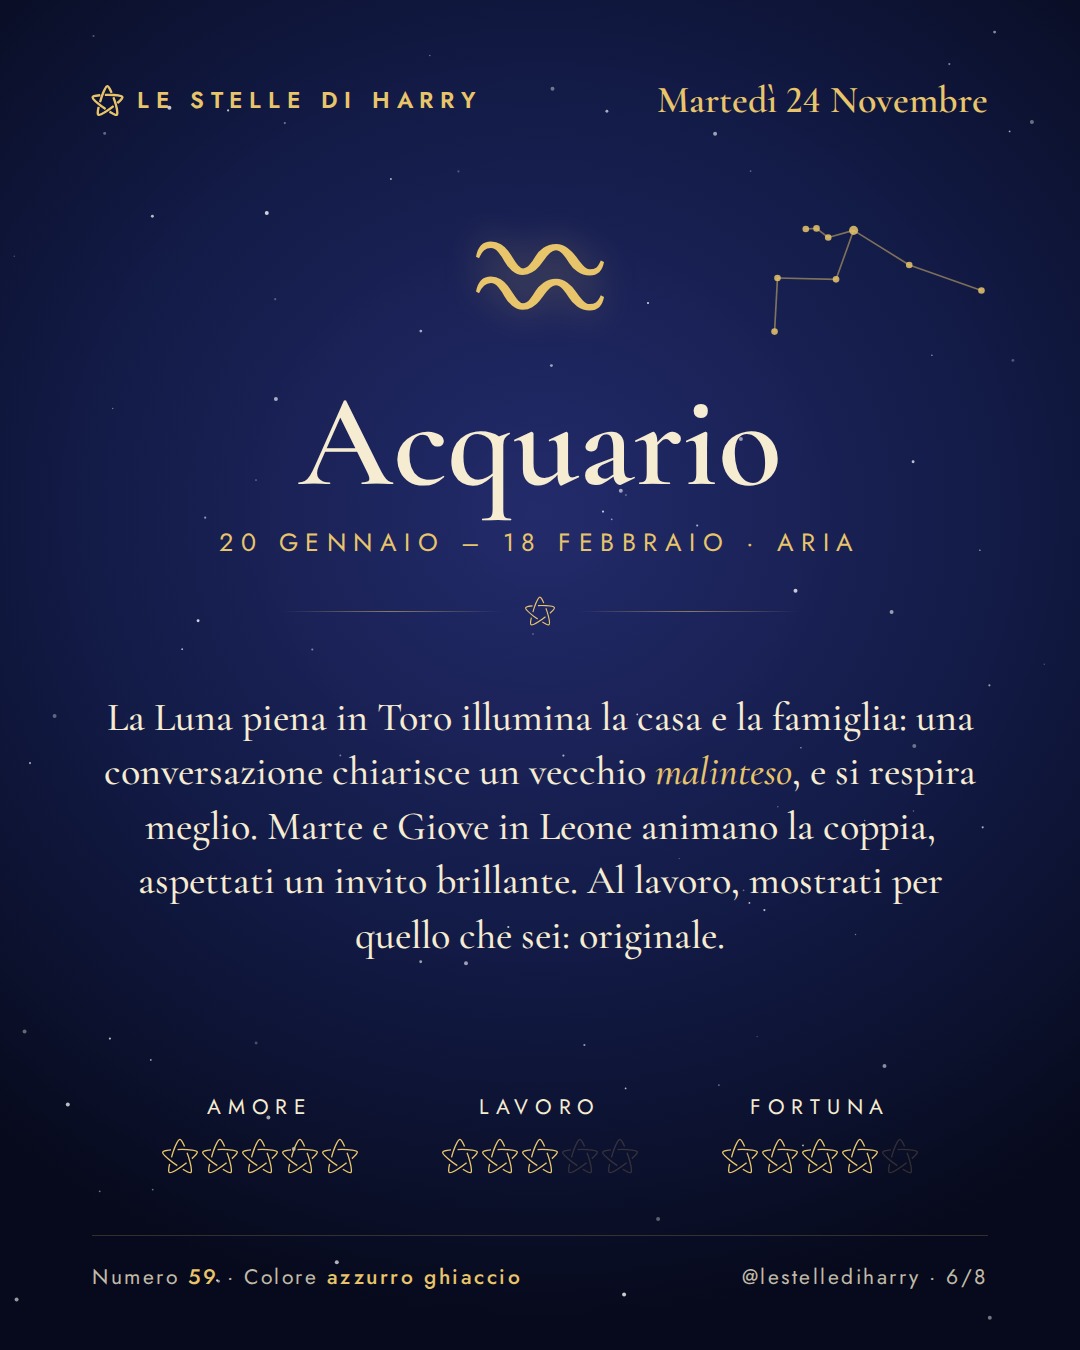 LE STELLE DI HARRY
Martedì 24 Novembre
Acquario
20 GENNAIO – 18 FEBBRAIO · ARIA
La Luna piena in Toro illumina la casa e la famiglia: una
conversazione chiarisce un vecchio malinteso, e si respira
meglio. Marte e Giove in Leone animano la coppia,
aspettati un invito brillante. Al lavoro, mostrati per
quello che sei: originale.
AMORE
LAVORO
FORTUNA
Numero 59 · Colore azzurro ghiaccio
@lestellediharry · 6/8